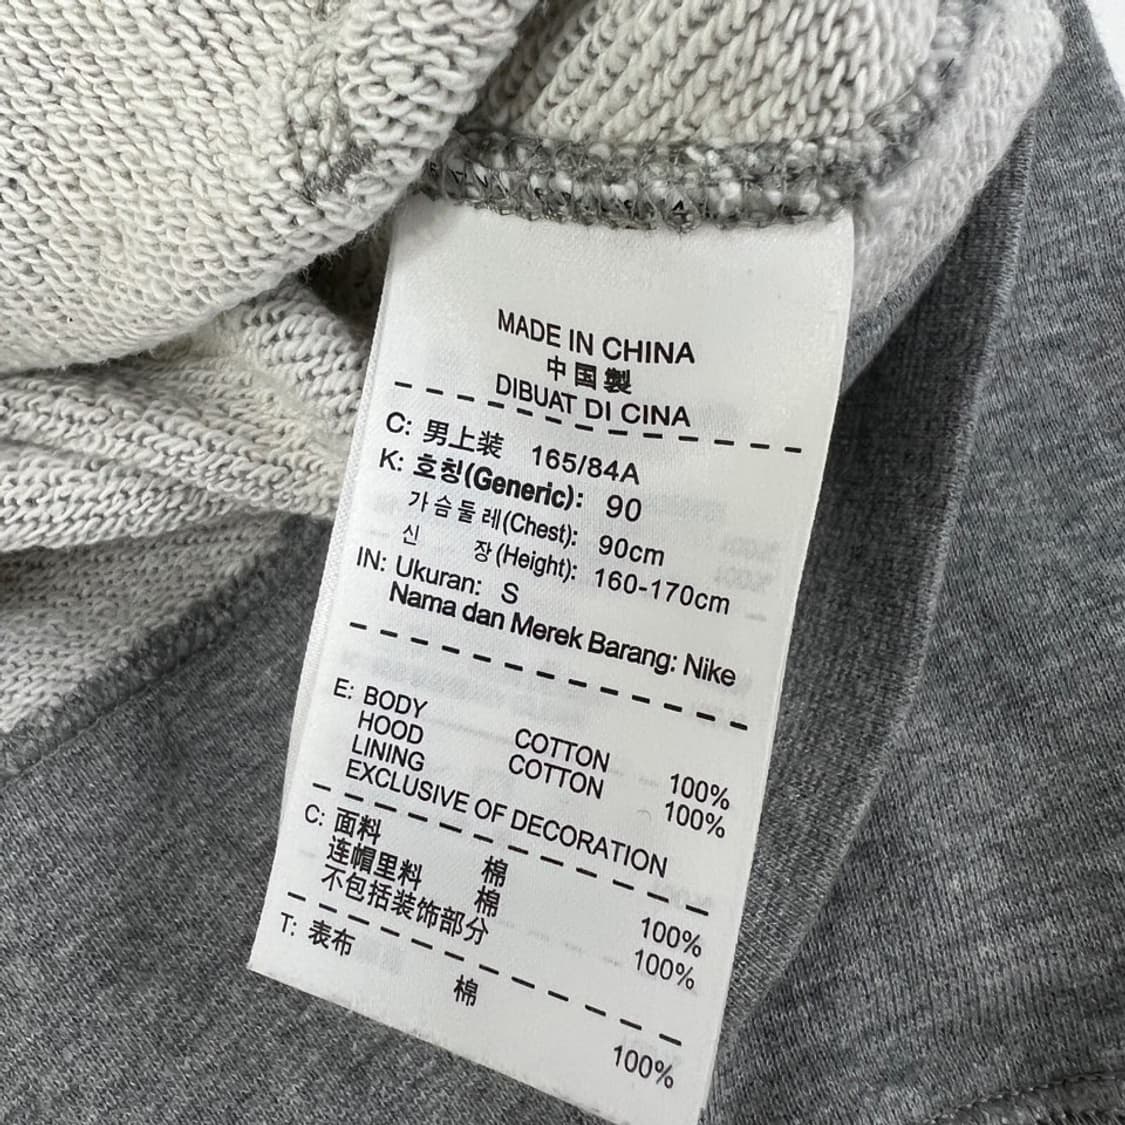 MADE IN CHINA
中国製
DIBUAT DI CINA
C: 男上装 165/84A
K: 호칭(Generic): 90
가슴둘레(Chest): 90cm
신 장(Height): 160-170cm
IN: Ukuran: S
Nama dan Merek Barang: Nike
E: BODY COTTON 100%
HOOD
LINING COTTON 100%
EXCLUSIVE OF DECORATION
C: 面料 棉 100%
连帽里料 棉 100%
不包括装饰部分
T: 表布 棉 100%